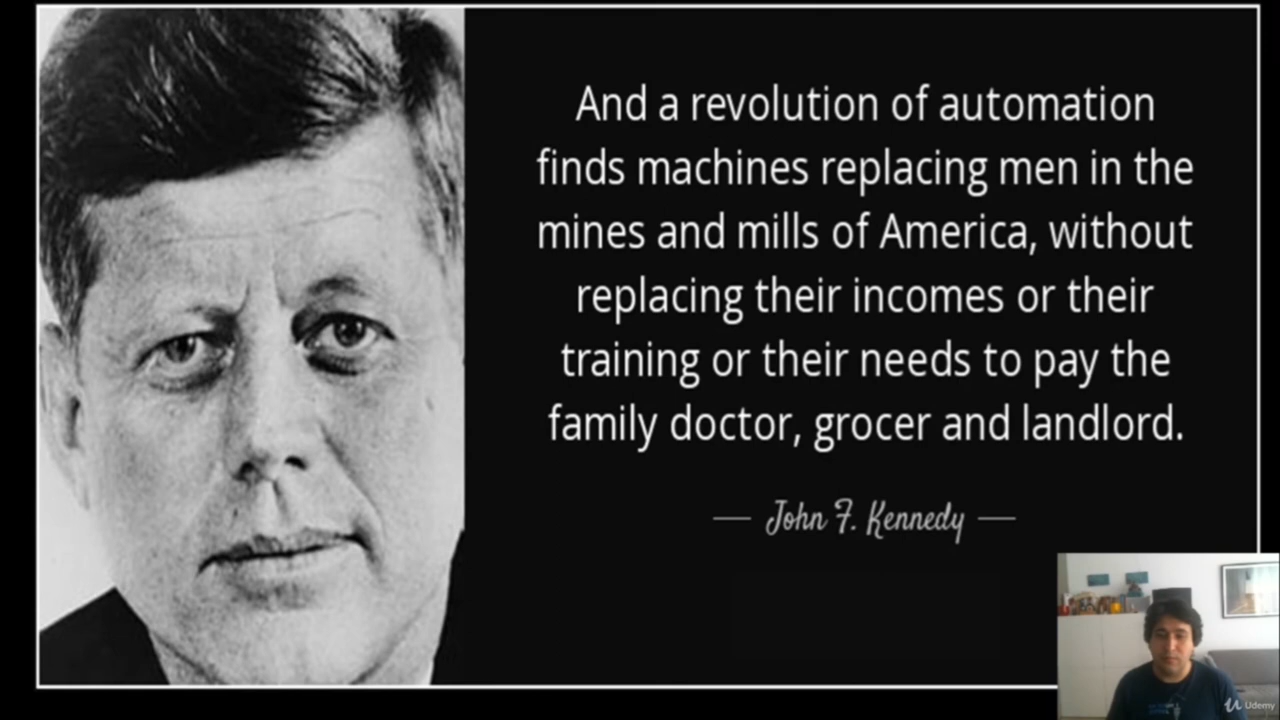 And a revolution of automation
finds machines replacing men in the
mines and mills of America, without
replacing their incomes or their
training or their needs to pay the
family doctor, grocer and landlord.
— John F. Kennedy —
Udemy